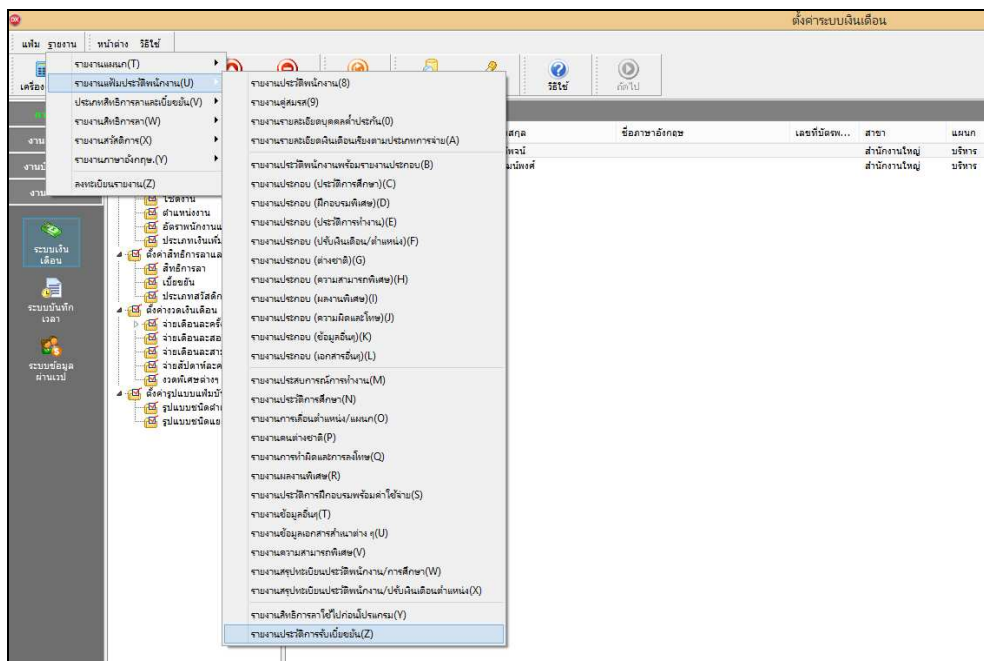 ตั้งค่าระบบเงินเดือน
แฟ้ม รายงาน หน้าต่าง วิธีใช้
รายงานแผนก(T)
รายงานแฟ้มประวัติพนักงาน(U)
ประเภทสิทธิการลาและเบี้ยขยัน(V)
รายงานสิทธิการลา(W)
รายงานสวัสดิการ(X)
รายงานภาษาอังกฤษ.(Y)
ลงทะเบียนรายงาน(Z)
วิธีใช้
ถัดไป
รายงานประวัติพนักงาน(8)
รายงานคู่สมรส(9)
รายงานรายละเอียดบุคคลค้ำประกัน(0)
รายงานรายละเอียดเงินเดือนเรียงตามประเภทการจ่าย(A)
รายงานประวัติพนักงานพร้อมรายงานประกอบ(B)
รายงานประกอบ (ประวัติการศึกษา)(C)
รายงานประกอบ (ฝึกอบรมพิเศษ)(D)
รายงานประกอบ (ประวัติการทำงาน)(E)
รายงานประกอบ (ปรับเงินเดือน/ตำแหน่ง)(F)
รายงานประกอบ (ต่างชาติ)(G)
รายงานประกอบ (ความสามารถพิเศษ)(H)
รายงานประกอบ (ผลงานพิเศษ)(I)
รายงานประกอบ (ความผิดและโทษ)(J)
รายงานประกอบ (ข้อมูลอื่นๆ)(K)
รายงานประกอบ (เอกสารอื่นๆ)(L)
รายงานประสบการณ์การทำงาน(M)
รายงานประวัติการศึกษา(N)
รายงานการเลื่อนตำแหน่ง/แผนก(O)
รายงานคนต่างชาติ(P)
รายงานการทำผิดและการลงโทษ(Q)
รายงานผลงานพิเศษ(R)
รายงานประวัติการฝึกอบรมพร้อมค่าใช้จ่าย(S)
รายงานข้อมูลอื่นๆ(T)
รายงานข้อมูลเอกสารสำเนาต่าง ๆ(U)
รายงานความสามารถพิเศษ(V)
รายงานสรุปทะเบียนประวัติพนักงาน/การศึกษา(W)
รายงานสรุปทะเบียนประวัติพนักงาน/ปรับเงินเดือนตำแหน่ง(X)
รายงานสิทธิการลาใช้ไปก่อนโปรแกรม(Y)
รายงานประวัติการรับเบี้ยขยัน(Z)
ชื่อภาษาอังกฤษ เลขที่บัตรพ... สาขา แผนก
สำนักงานใหญ่ บริหาร
สำนักงานใหญ่ บริหาร
ตำแหน่งงาน
สิทธิการลา
เบี้ยขยัน
ตั้งค่างวดเงินเดือน
งวดพิเศษต่างๆ
ระบบเงิน
เดือน
ระบบบันทึก
เวลา
ระบบข้อมูล
ผ่านเวป